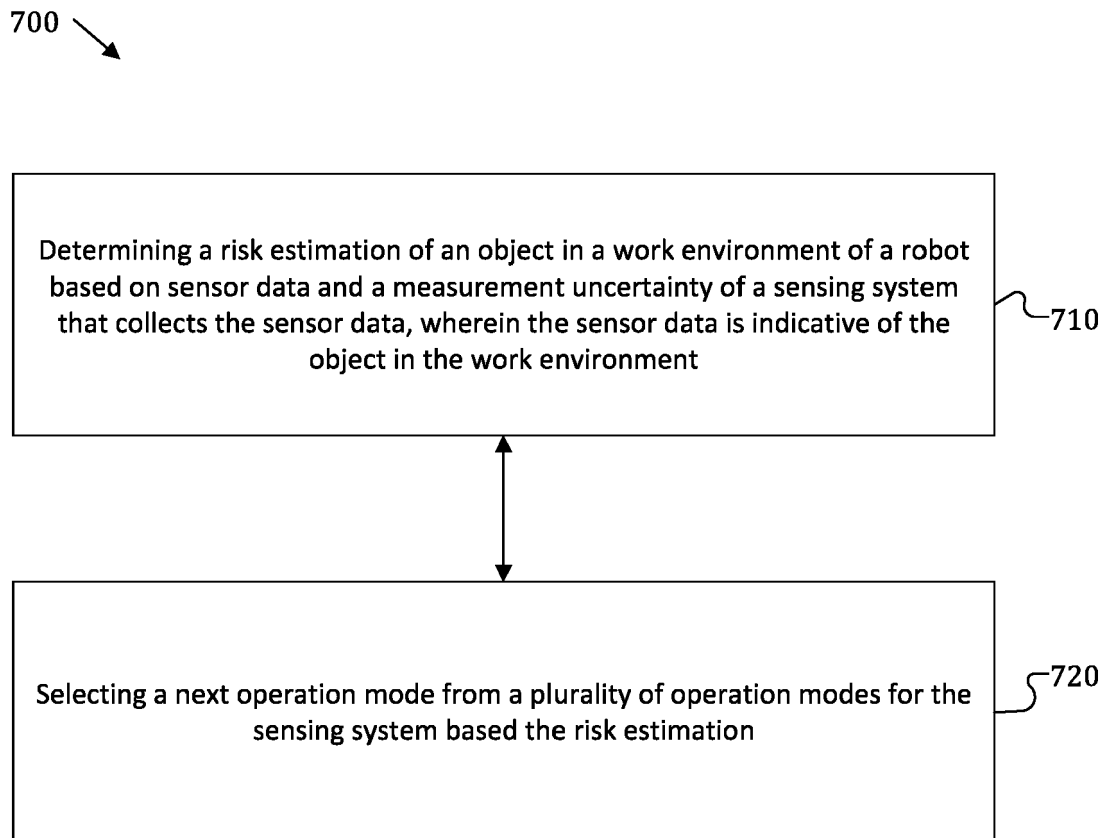 700
Determining a risk estimation of an object in a work environment of a robot
based on sensor data and a measurement uncertainty of a sensing system
that collects the sensor data, wherein the sensor data is indicative of the
object in the work environment
710
Selecting a next operation mode from a plurality of operation modes for the
sensing system based the risk estimation
720